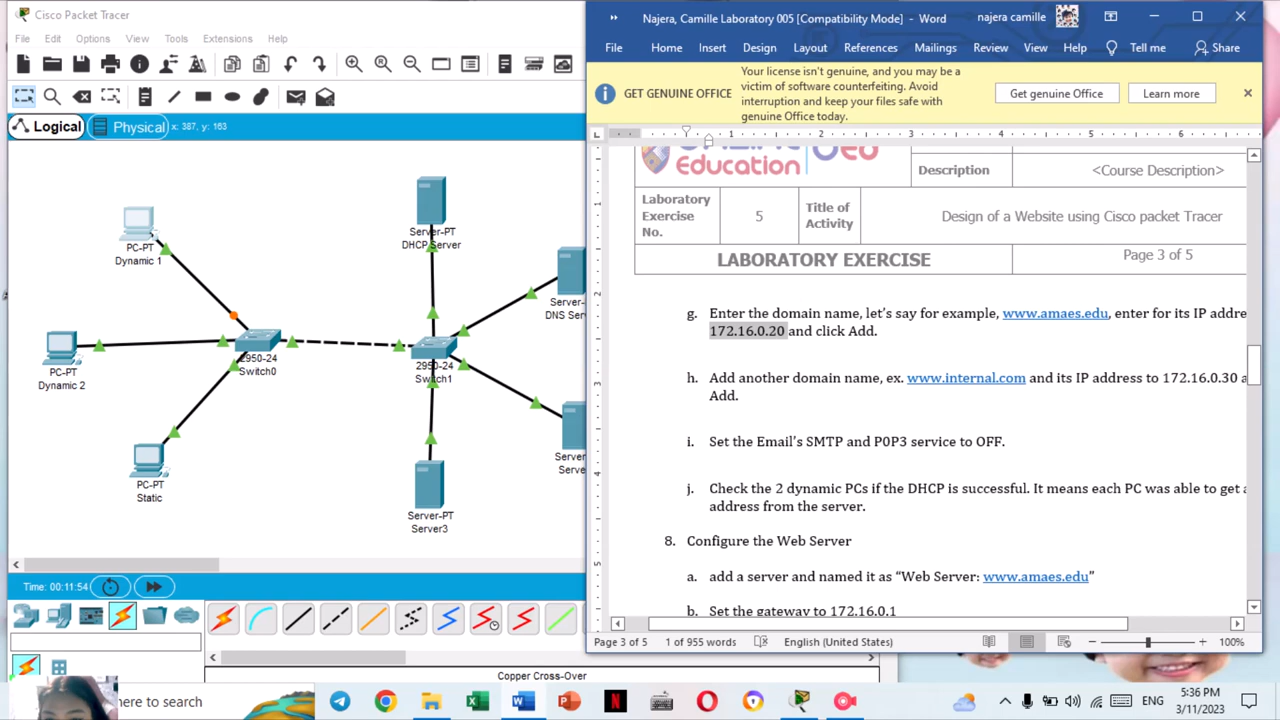 Cisco Packet Tracer
File Edit Options View Tools Extensions Help
Logical Physical x: 387, y: 163
PC-PT
Dynamic 1
PC-PT
Dynamic 2
PC-PT
Static
2950-24
Switch0
Server-PT
DHCP Server
2950-24
Switch1
Server-PT
Server3
Time: 00:11:54
Copper Cross-Over
Najera, Camille Laboratory 005 [Compatibility Mode] - Word
najera camille
File Home Insert Design Layout References Mailings Review View Help Tell me Share
GET GENUINE OFFICE
Your license isn't genuine, and you may be a
victim of software counterfeiting. Avoid
interruption and keep your files safe with
genuine Office today.
Get genuine Office
Learn more
1 2 3 4 5 6
Education
Description
<Course Description>
Laboratory
Exercise
No.
5
Title of
Activity
Design of a Website using Cisco packet Tracer
LABORATORY EXERCISE
Page 3 of 5
g. Enter the domain name, let's say for example, www.amaes.edu, enter for its IP addre
172.16.0.20 and click Add.
h. Add another domain name, ex. www.internal.com and its IP address to 172.16.0.30 a
Add.
i. Set the Email's SMTP and P0P3 service to OFF.
j. Check the 2 dynamic PCs if the DHCP is successful. It means each PC was able to get a
address from the server.
8. Configure the Web Server
a. add a server and named it as “Web Server: www.amaes.edu”
b. Set the gateway to 172.16.0.1
Page 3 of 5 1 of 955 words English (United States) 100%
here to search
ENG
5:36 PM
3/11/2023